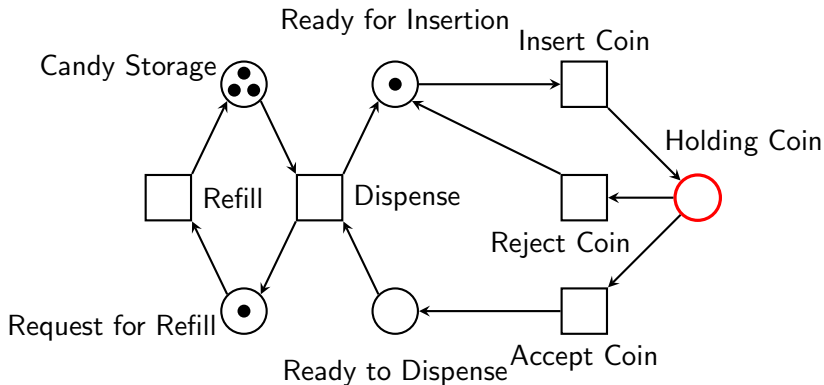 Ready for Insertion
Insert Coin
Candy Storage
Holding Coin
Refill
Dispense
Reject Coin
Request for Refill
Accept Coin
Ready to Dispense